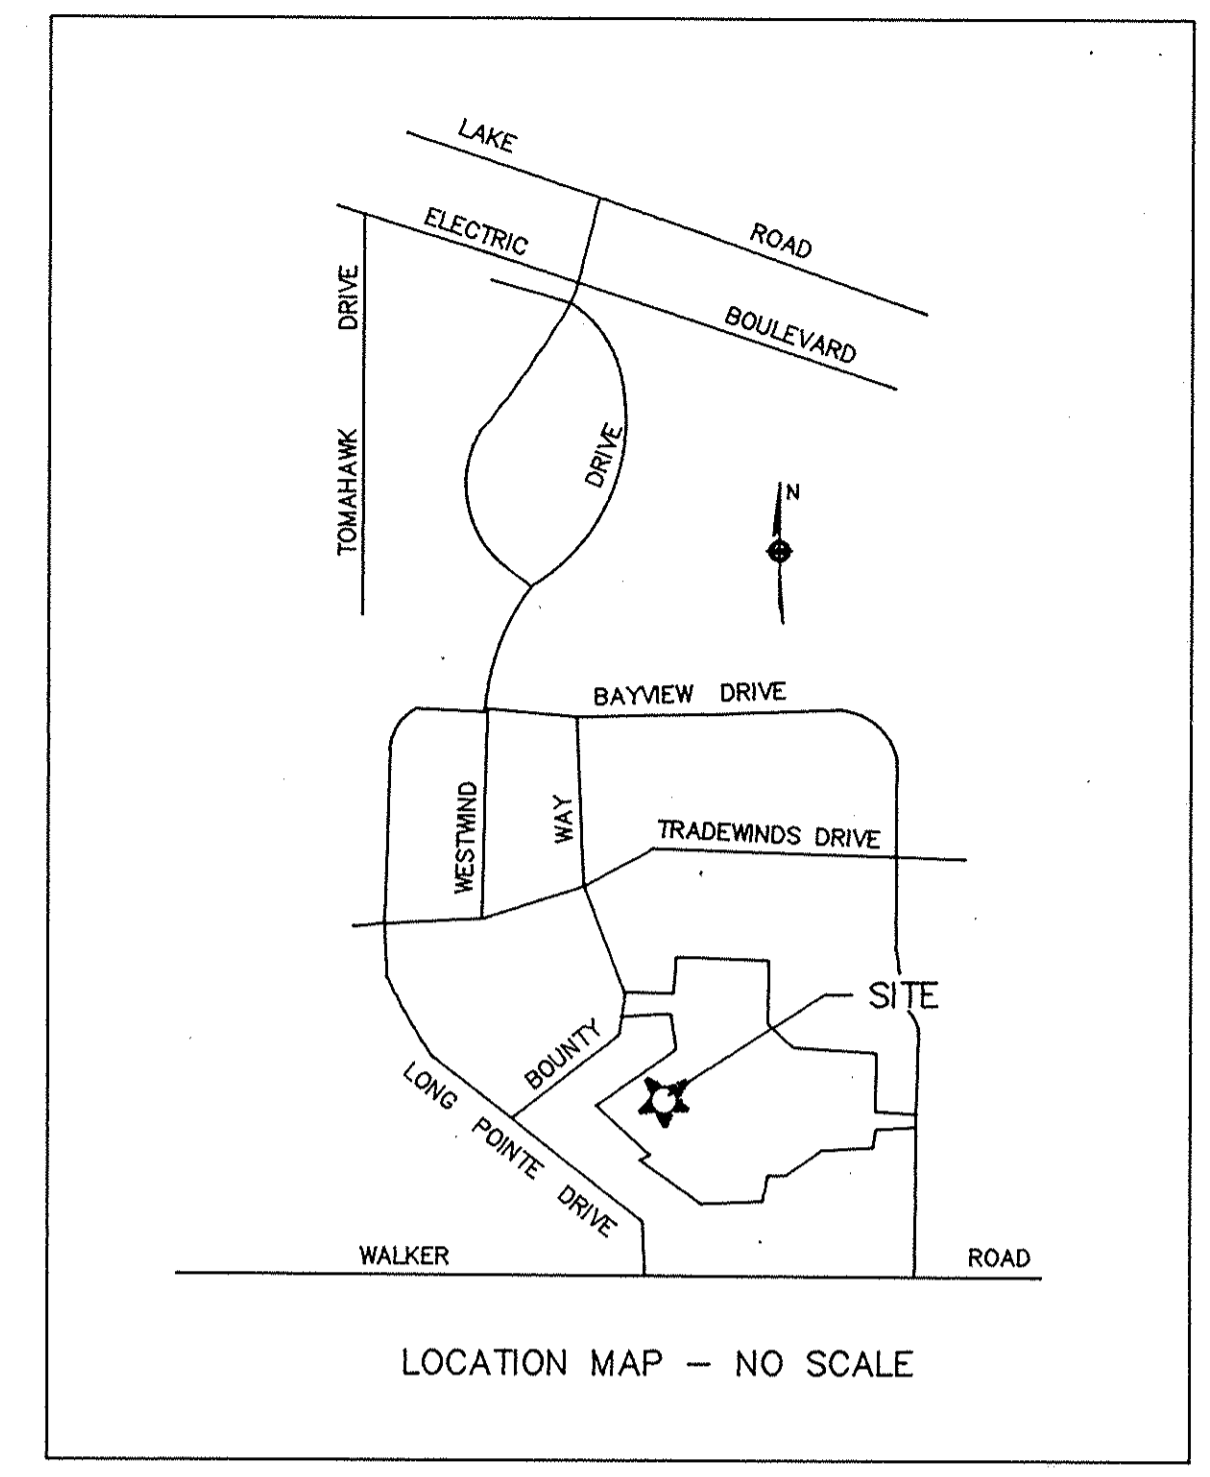 LAKE ROAD
ELECTRIC BOULEVARD
TOMAHAWK DRIVE
DRIVE
N
BAYVIEW DRIVE
WESTWIND
WAY
TRADEWINDS DRIVE
SITE
BOUNTY
LONG POINTE DRIVE
WALKER ROAD
LOCATION MAP – NO SCALE